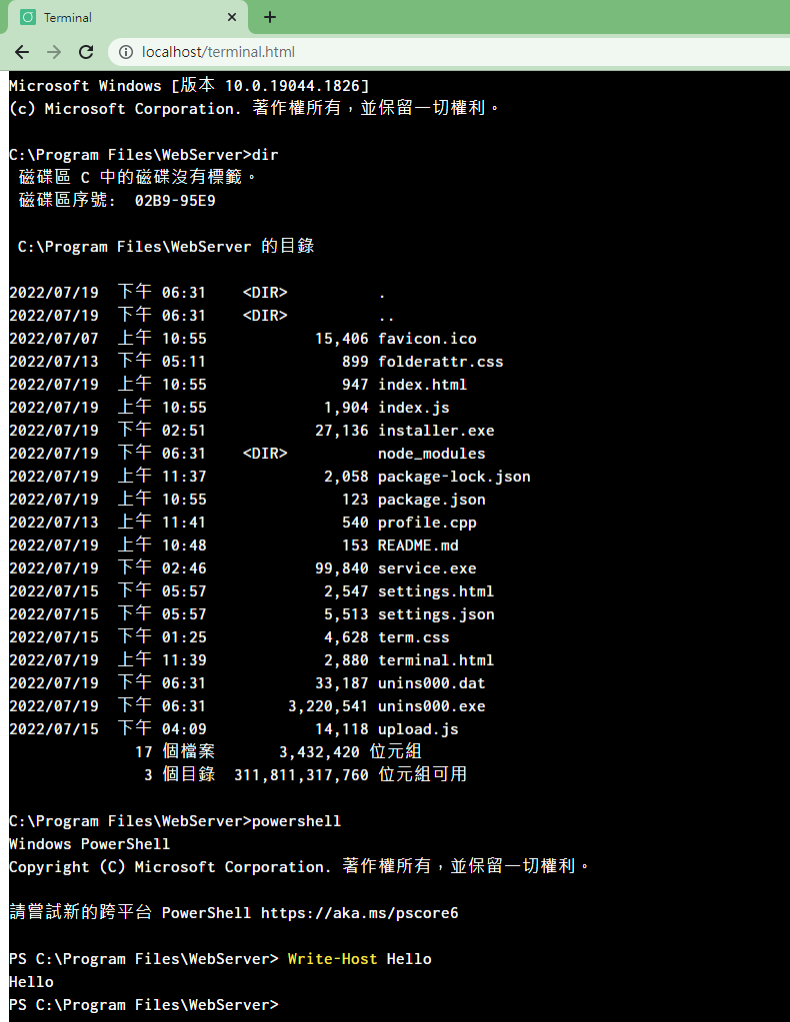 Terminal
localhost/terminal.html
Microsoft Windows [版本 10.0.19044.1826]
(c) Microsoft Corporation. 著作權所有，並保留一切權利。
C:\Program Files\WebServer>dir
磁碟區 C 中的磁碟沒有標籤。
磁碟區序號:  02B9-95E9
C:\Program Files\WebServer 的目錄
2022/07/19  下午 06:31    <DIR>          .
2022/07/19  下午 06:31    <DIR>          ..
2022/07/07  上午 10:55            15,406 favicon.ico
2022/07/13  下午 05:11               899 folderattr.css
2022/07/19  上午 10:55               947 index.html
2022/07/19  上午 10:55             1,904 index.js
2022/07/19  下午 02:51            27,136 installer.exe
2022/07/19  下午 06:31    <DIR>          node_modules
2022/07/19  上午 11:37             2,058 package-lock.json
2022/07/19  上午 10:55               123 package.json
2022/07/13  上午 11:41               540 profile.cpp
2022/07/19  上午 10:48               153 README.md
2022/07/19  下午 02:46            99,840 service.exe
2022/07/15  下午 05:57             2,547 settings.html
2022/07/15  下午 05:57             5,513 settings.json
2022/07/15  下午 01:25             4,628 term.css
2022/07/19  上午 11:39             2,880 terminal.html
2022/07/19  下午 06:31            33,187 unins000.dat
2022/07/19  下午 06:31         3,220,541 unins000.exe
2022/07/15  下午 04:09            14,118 upload.js
17 個檔案       3,432,420 位元組
3 個目錄  311,811,317,760 位元組可用
C:\Program Files\WebServer>powershell
Windows PowerShell
Copyright (C) Microsoft Corporation. 著作權所有，並保留一切權利。
請嘗試新的跨平台 PowerShell https://aka.ms/pscore6
PS C:\Program Files\WebServer> Write-Host Hello
Hello
PS C:\Program Files\WebServer>